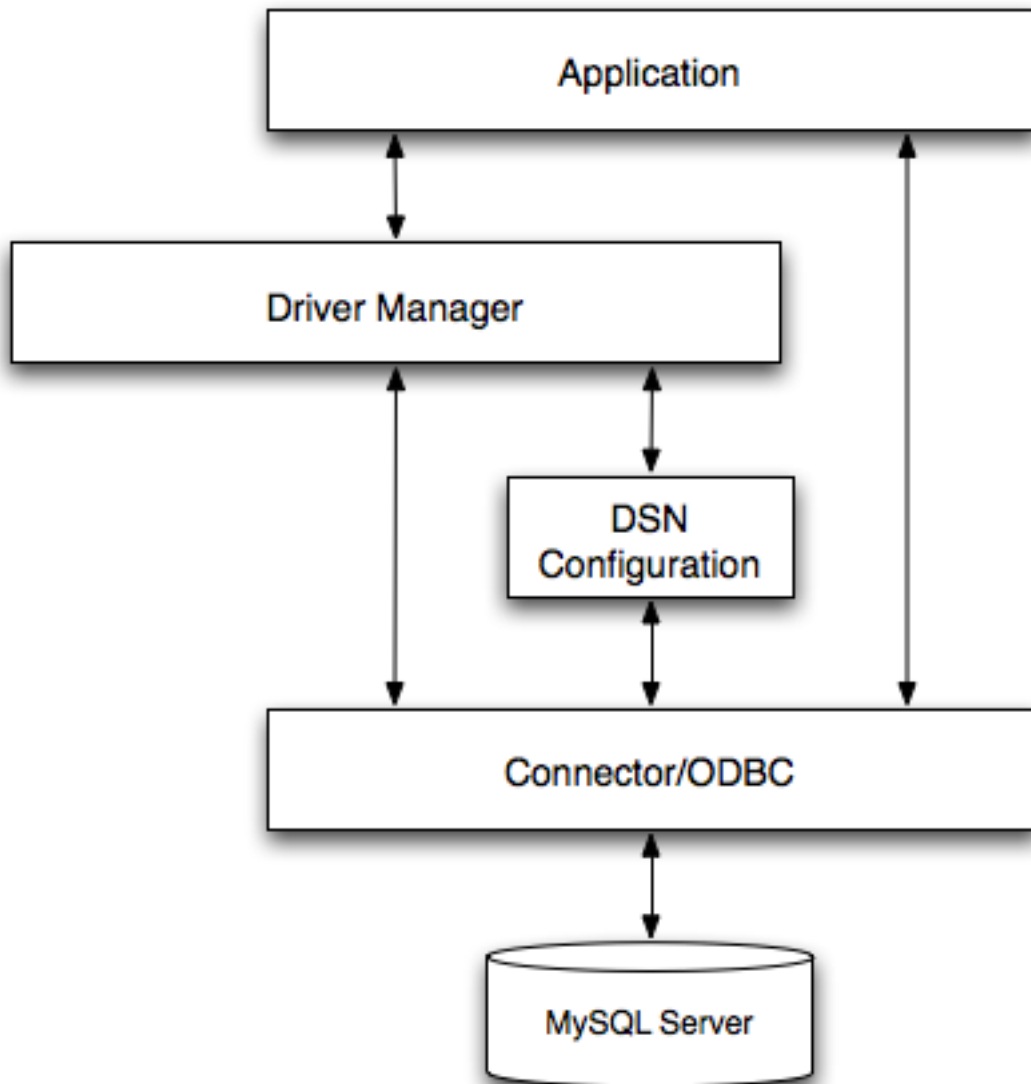 Application
Driver Manager
DSN
Configuration
Connector/ODBC
MySQL Server